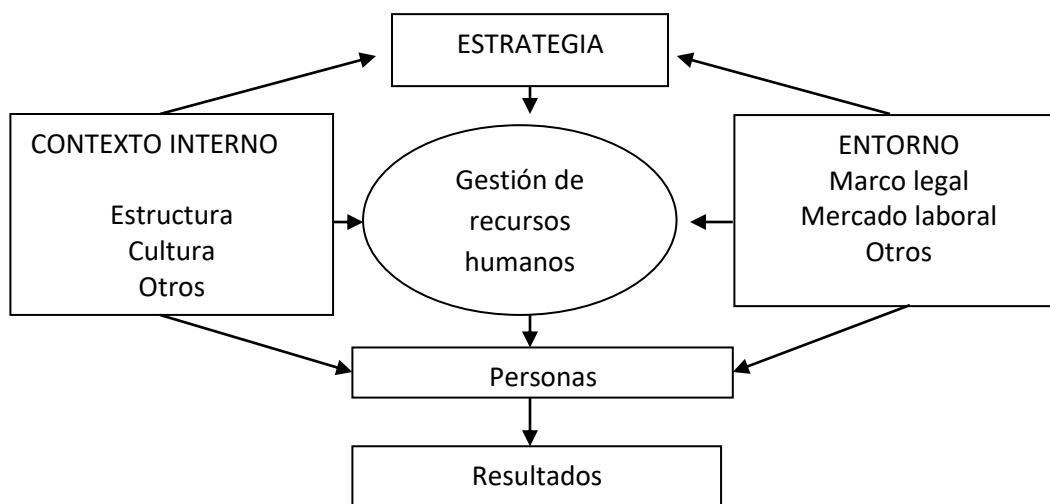 ESTRATEGIA
CONTEXTO INTERNO
Estructura
Cultura
Otros
Gestión de
recursos
humanos
ENTORNO
Marco legal
Mercado laboral
Otros
Personas
Resultados